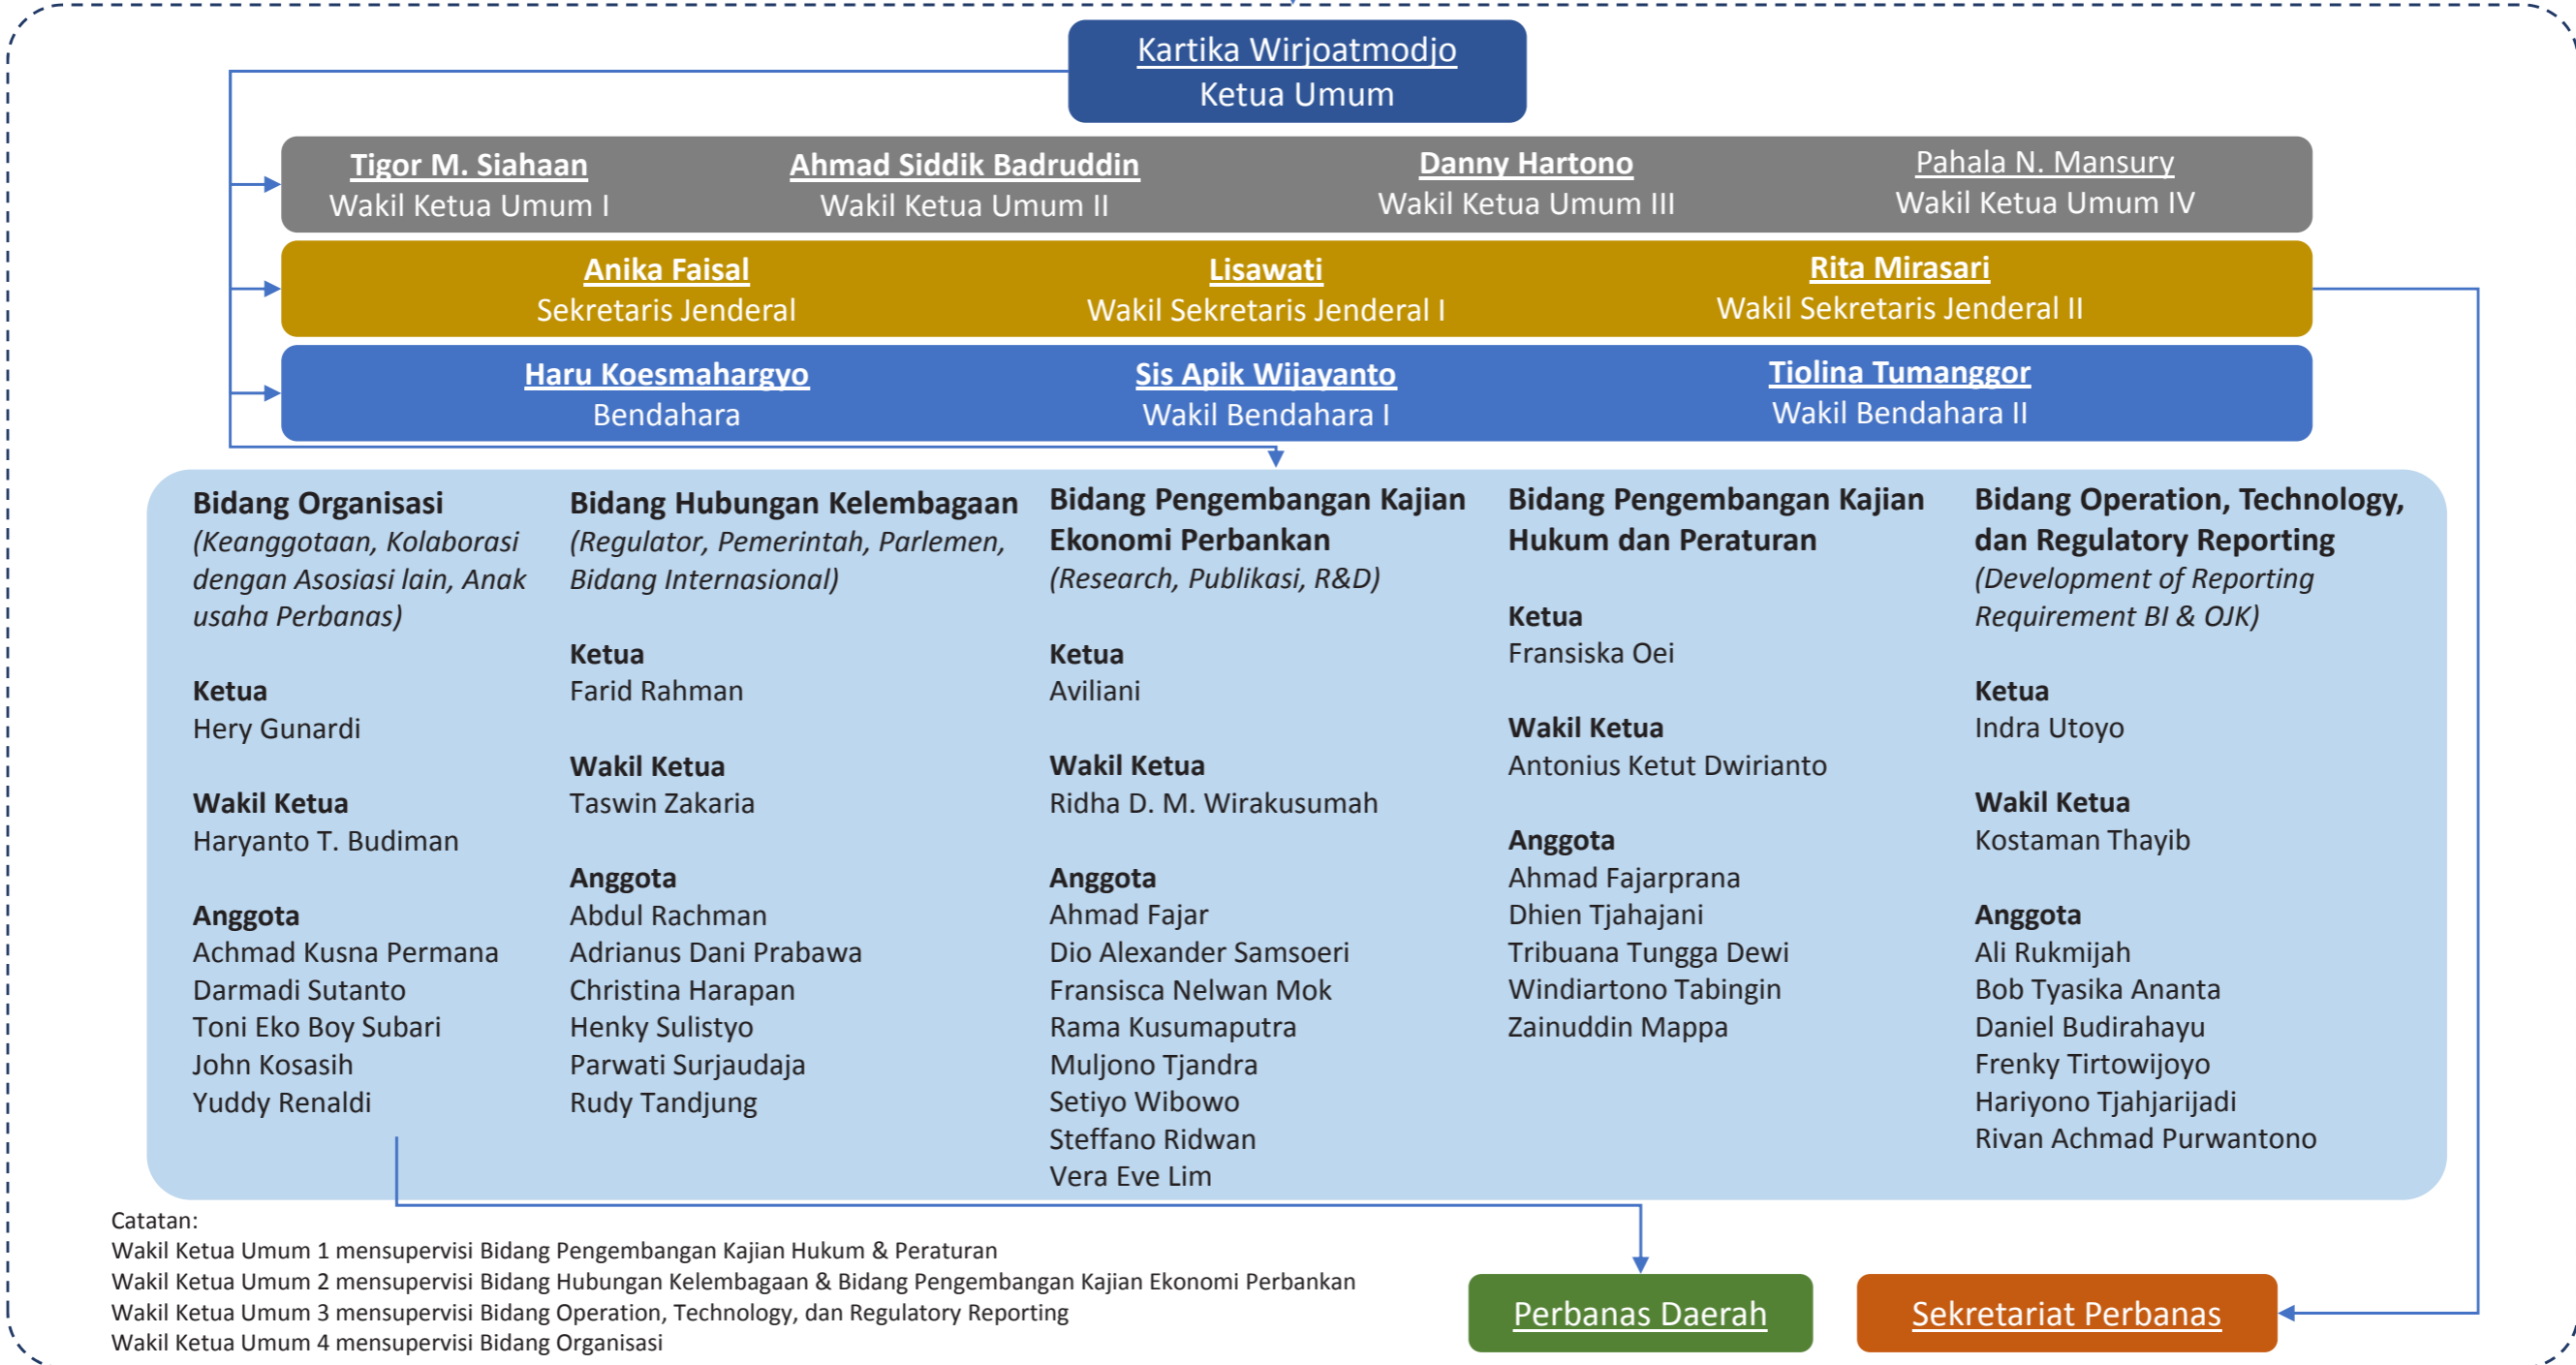 Kartika Wirjoatmodjo
Ketua Umum
Tigor M. Siahaan
Wakil Ketua Umum I
Ahmad Siddik Badruddin
Wakil Ketua Umum II
Danny Hartono
Wakil Ketua Umum III
Pahala N. Mansury
Wakil Ketua Umum IV
Anika Faisal
Sekretaris Jenderal
Lisawati
Wakil Sekretaris Jenderal I
Rita Mirasari
Wakil Sekretaris Jenderal II
Haru Koesmahargyo
Bendahara
Sis Apik Wijayanto
Wakil Bendahara I
Tiolina Tumanggor
Wakil Bendahara II
Bidang Organisasi
(Keanggotaan, Kolaborasi
dengan Asosiasi lain, Anak
usaha Perbanas)
Ketua
Hery Gunardi
Wakil Ketua
Haryanto T. Budiman
Anggota
Achmad Kusna Permana
Darmadi Sutanto
Toni Eko Boy Subari
John Kosasih
Yuddy Renaldi
Bidang Hubungan Kelembagaan
(Regulator, Pemerintah, Parlemen,
Bidang Internasional)
Ketua
Farid Rahman
Wakil Ketua
Taswin Zakaria
Anggota
Abdul Rachman
Adrianus Dani Prabawa
Christina Harapan
Henky Sulistyo
Parwati Surjaudaja
Rudy Tandjung
Bidang Pengembangan Kajian
Ekonomi Perbankan
(Research, Publikasi, R&D)
Ketua
Aviliani
Wakil Ketua
Ridha D. M. Wirakusumah
Anggota
Ahmad Fajar
Dio Alexander Samsoeri
Fransisca Nelwan Mok
Rama Kusumaputra
Muljono Tjandra
Setiyo Wibowo
Steffano Ridwan
Vera Eve Lim
Bidang Pengembangan Kajian
Hukum dan Peraturan
Ketua
Fransiska Oei
Wakil Ketua
Antonius Ketut Dwirianto
Anggota
Ahmad Fajarprana
Dhien Tjahajani
Tribuana Tungga Dewi
Windiartono Tabingin
Zainuddin Mappa
Bidang Operation, Technology,
dan Regulatory Reporting
(Development of Reporting
Requirement BI & OJK)
Ketua
Indra Utoyo
Wakil Ketua
Kostaman Thayib
Anggota
Ali Rukmijah
Bob Tyasika Ananta
Daniel Budirahayu
Frenky Tirtowijoyo
Hariyono Tjahjarijadi
Rivan Achmad Purwantono
Catatan:
Wakil Ketua Umum 1 mensupervisi Bidang Pengembangan Kajian Hukum & Peraturan
Wakil Ketua Umum 2 mensupervisi Bidang Hubungan Kelembagaan & Bidang Pengembangan Kajian Ekonomi Perbankan
Wakil Ketua Umum 3 mensupervisi Bidang Operation, Technology, dan Regulatory Reporting
Wakil Ketua Umum 4 mensupervisi Bidang Organisasi
Perbanas Daerah
Sekretariat Perbanas